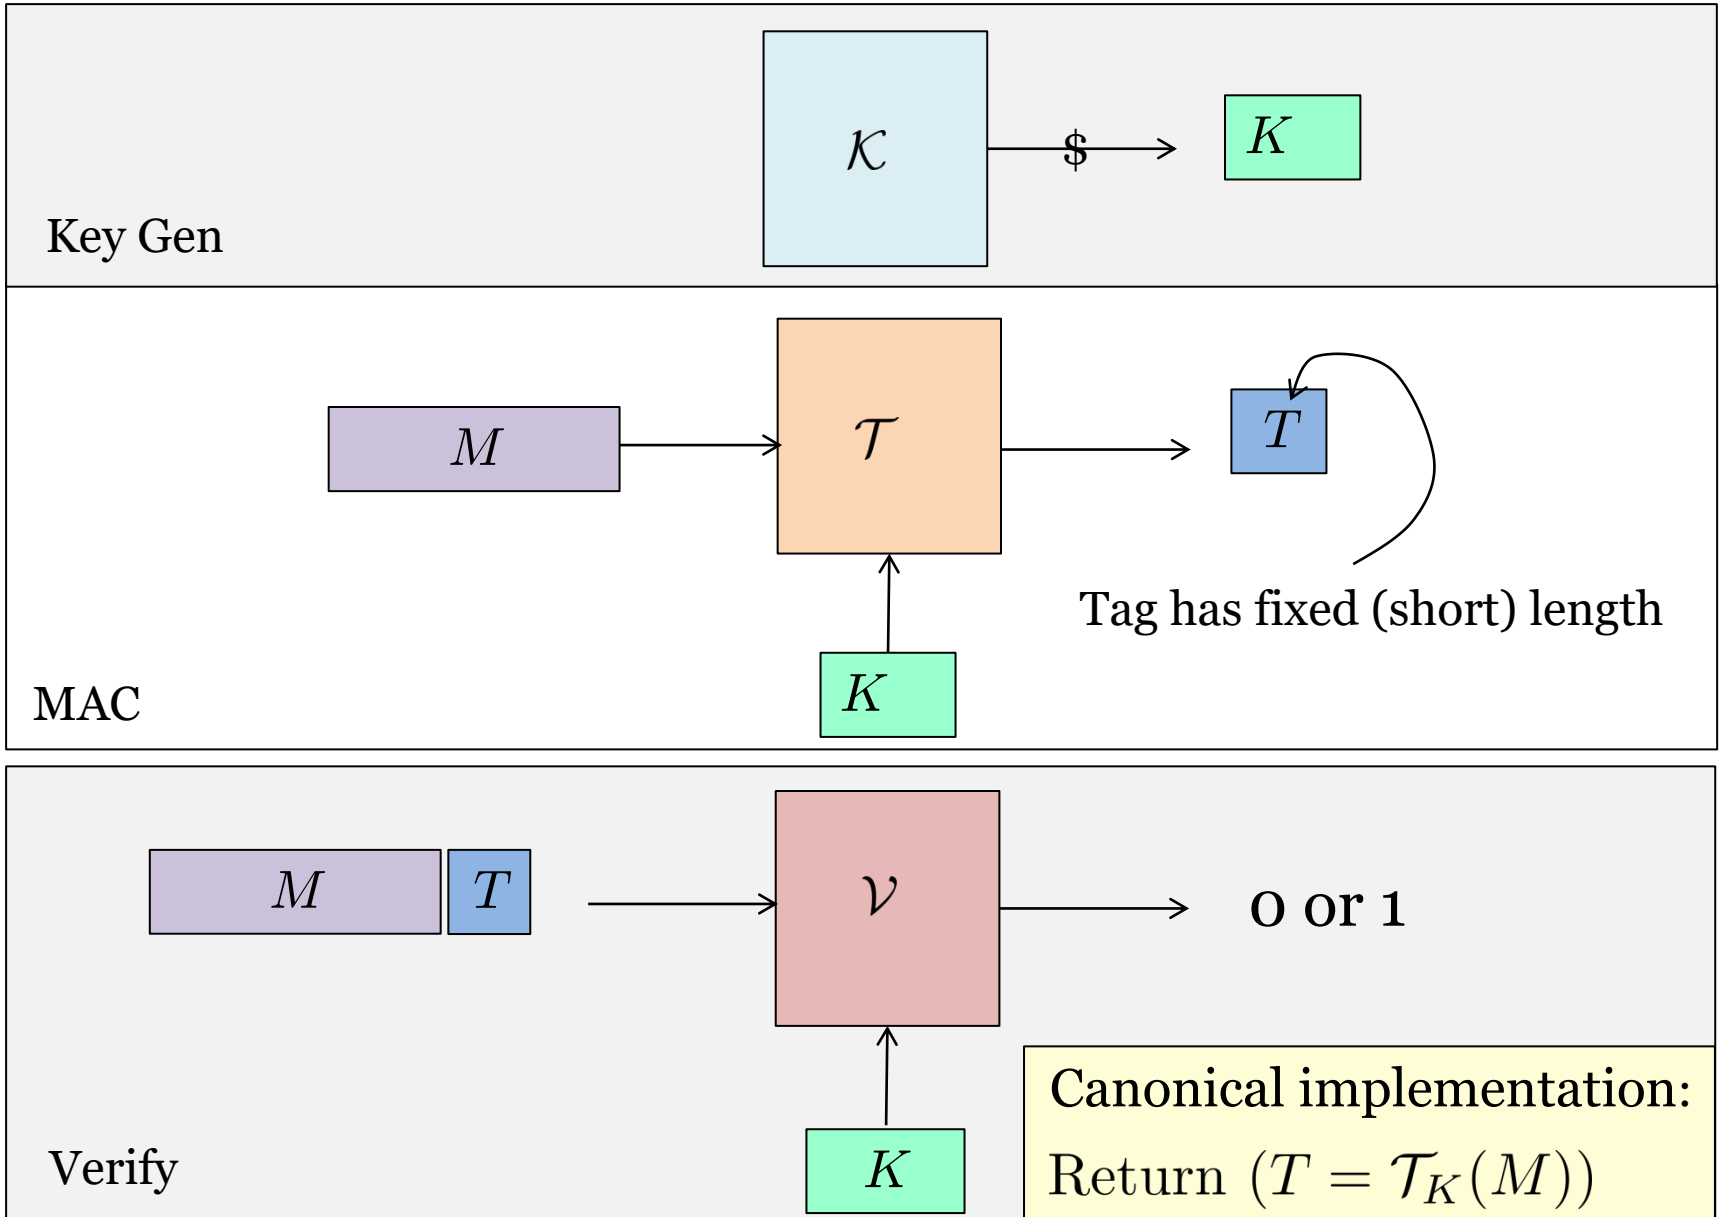 𝒦
$
K
Key Gen
M
𝒯
T
Tag has fixed (short) length
K
MAC
M T
𝒱
0 or 1
K
Verify
Canonical implementation:
Return (T = 𝒯_K(M))